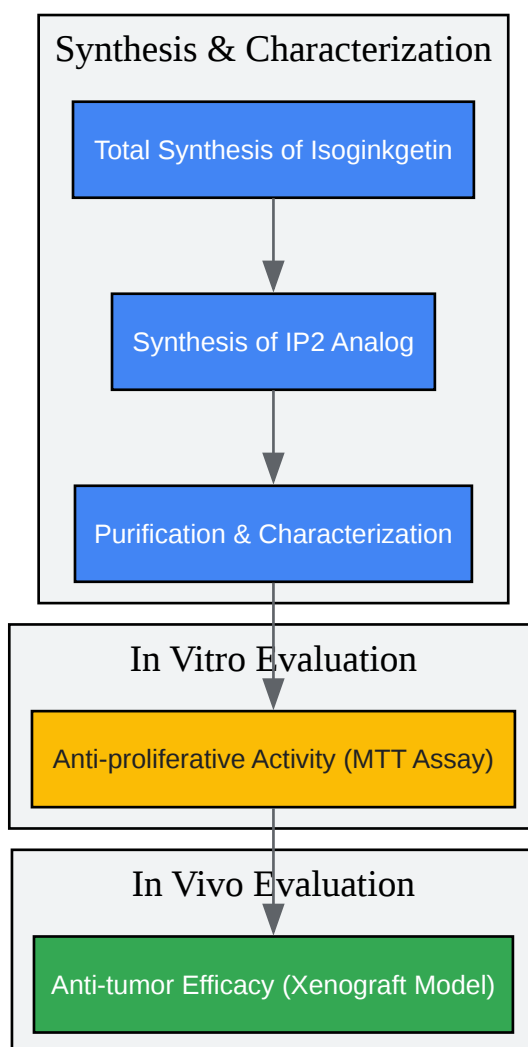 Synthesis & Characterization
Total Synthesis of Isoginkgetin
Synthesis of IP2 Analog
Purification & Characterization
In Vitro Evaluation
Anti-proliferative Activity (MTT Assay)
In Vivo Evaluation
Anti-tumor Efficacy (Xenograft Model)